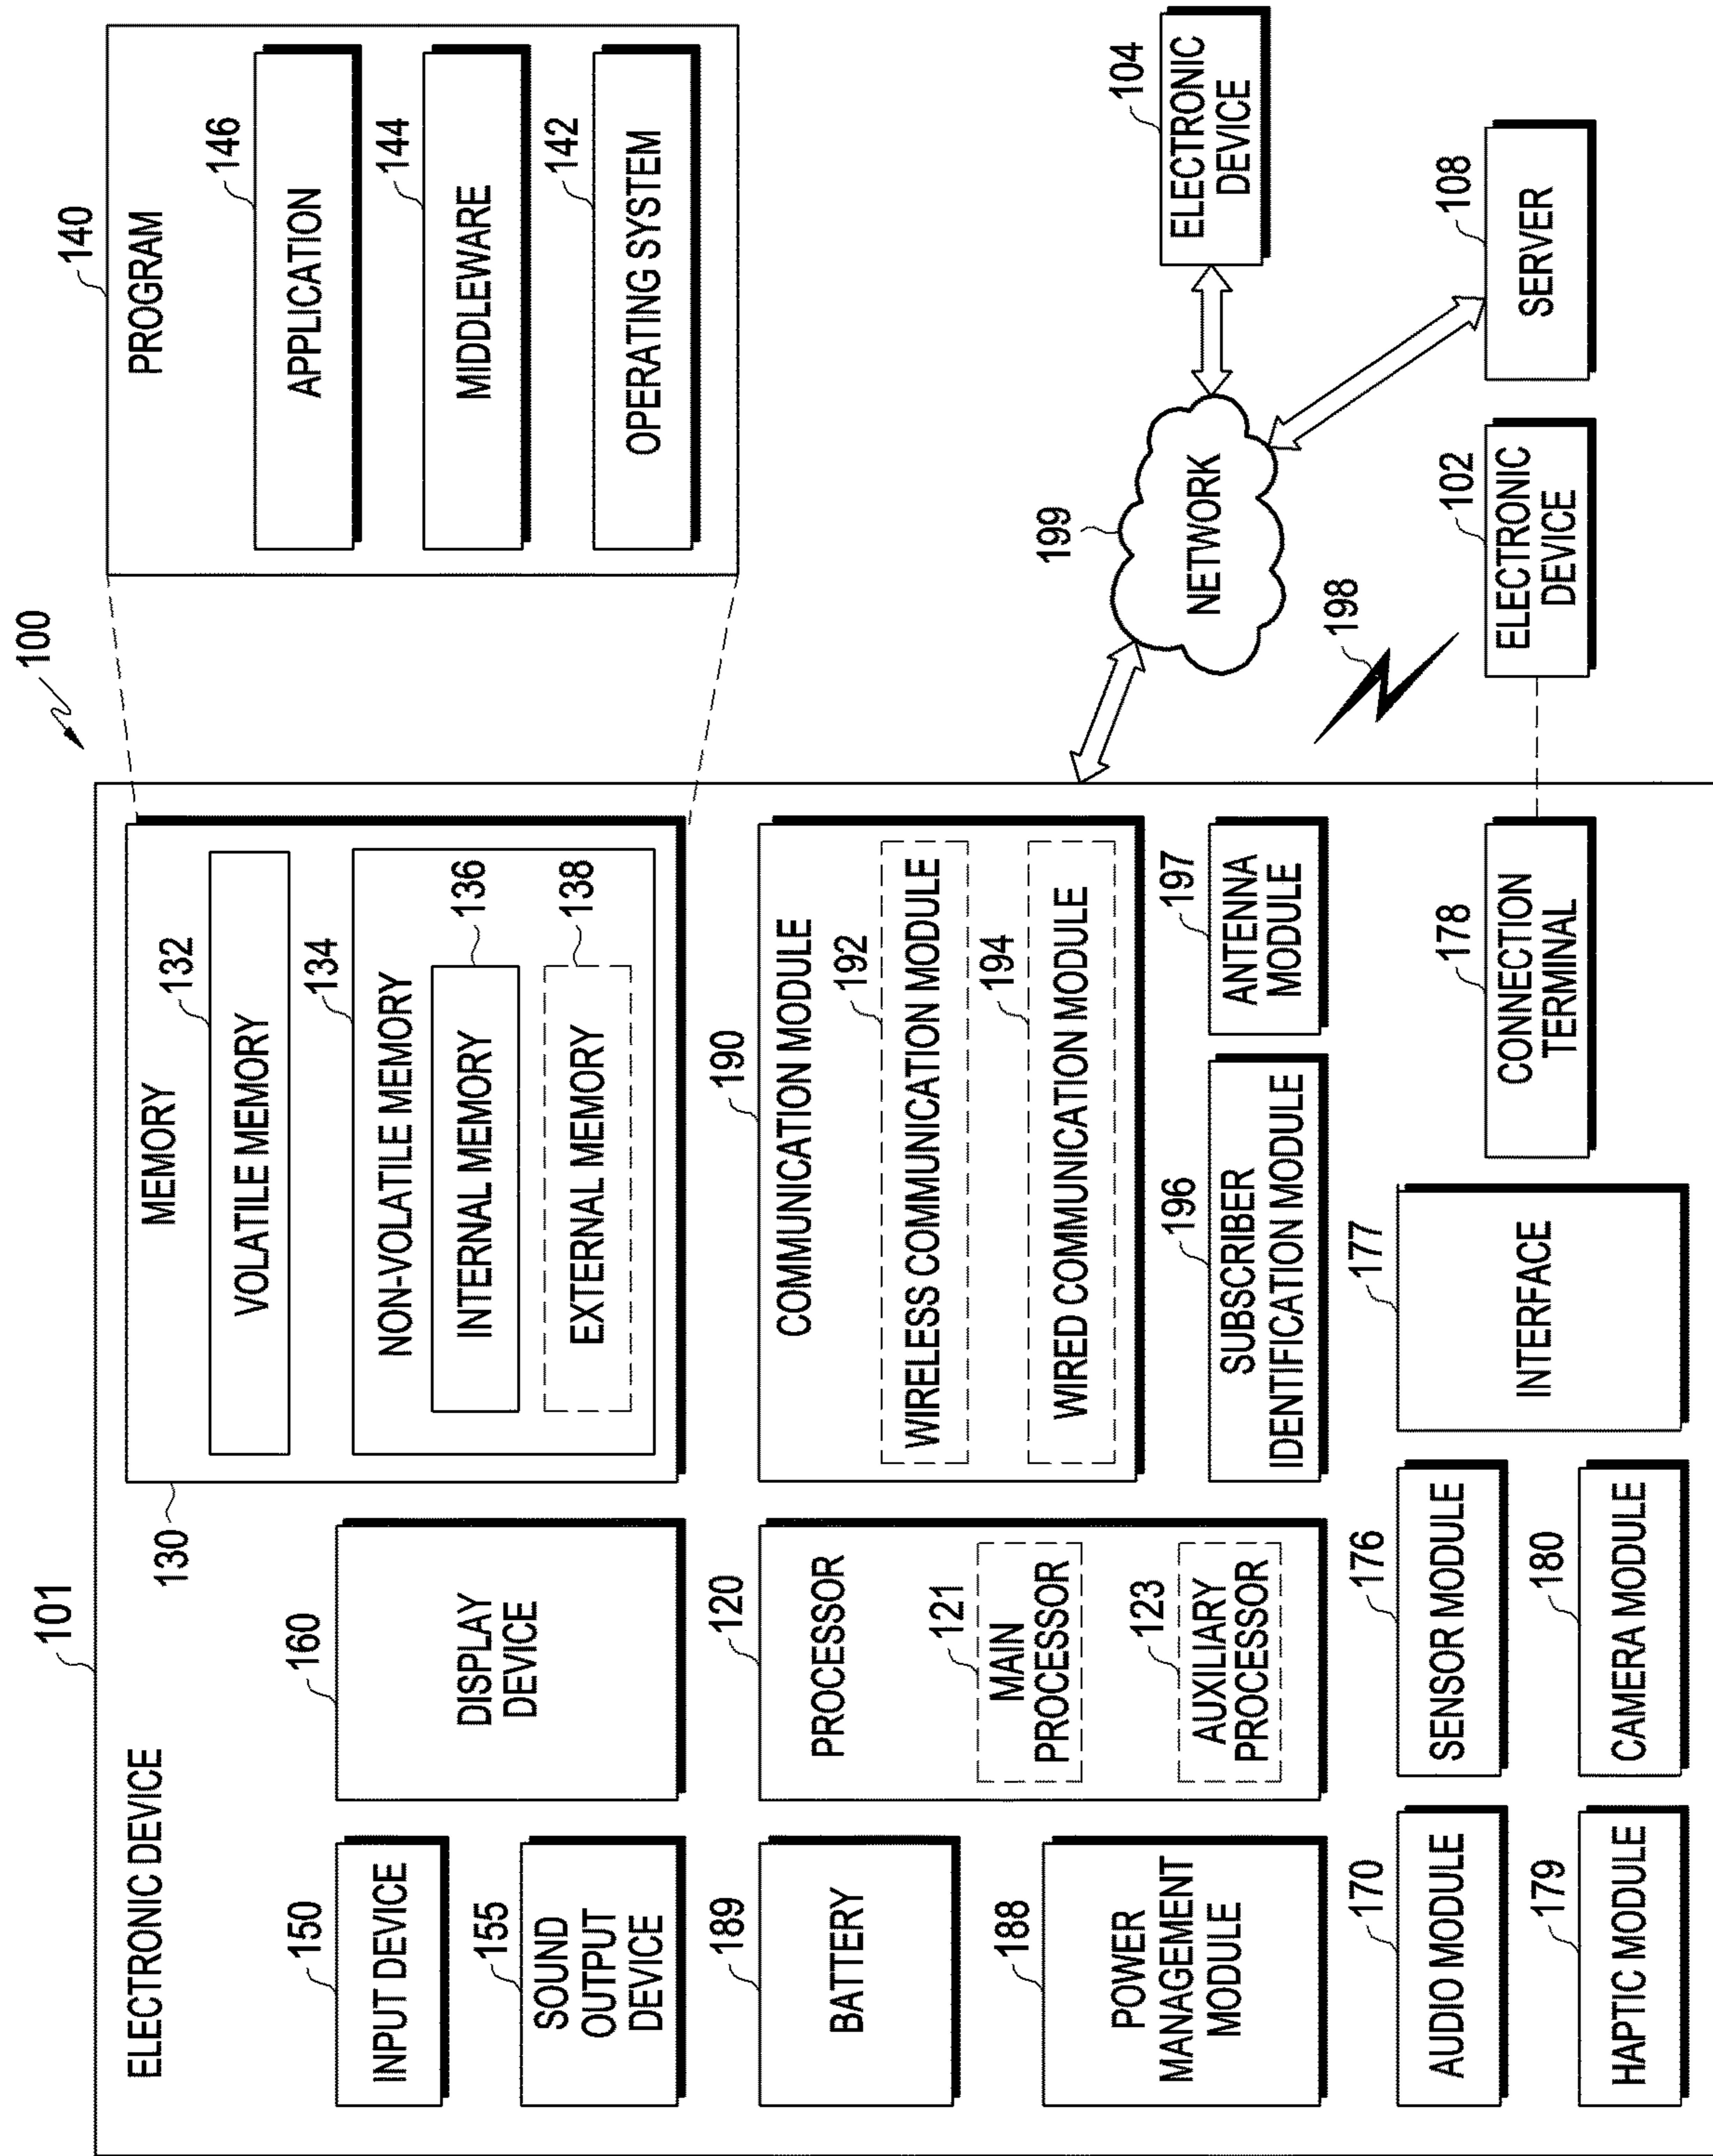 100
101
ELECTRONIC DEVICE
150
INPUT DEVICE
155
SOUND
OUTPUT
DEVICE
160
DISPLAY
DEVICE
130
MEMORY
132
VOLATILE MEMORY
134
NON-VOLATILE MEMORY
136
INTERNAL MEMORY
138
EXTERNAL MEMORY
140
PROGRAM
146
APPLICATION
144
MIDDLEWARE
142
OPERATING SYSTEM
189
BATTERY
188
POWER
MANAGEMENT
MODULE
120
PROCESSOR
121
MAIN
PROCESSOR
123
AUXILIARY
PROCESSOR
190
COMMUNICATION MODULE
192
WIRELESS COMMUNICATION MODULE
194
WIRED COMMUNICATION MODULE
196
SUBSCRIBER
IDENTIFICATION MODULE
197
ANTENNA
MODULE
199
NETWORK
104
ELECTRONIC
DEVICE
108
SERVER
198
102
ELECTRONIC
DEVICE
170
AUDIO MODULE
176
SENSOR MODULE
177
INTERFACE
178
CONNECTION
TERMINAL
179
HAPTIC MODULE
180
CAMERA MODULE